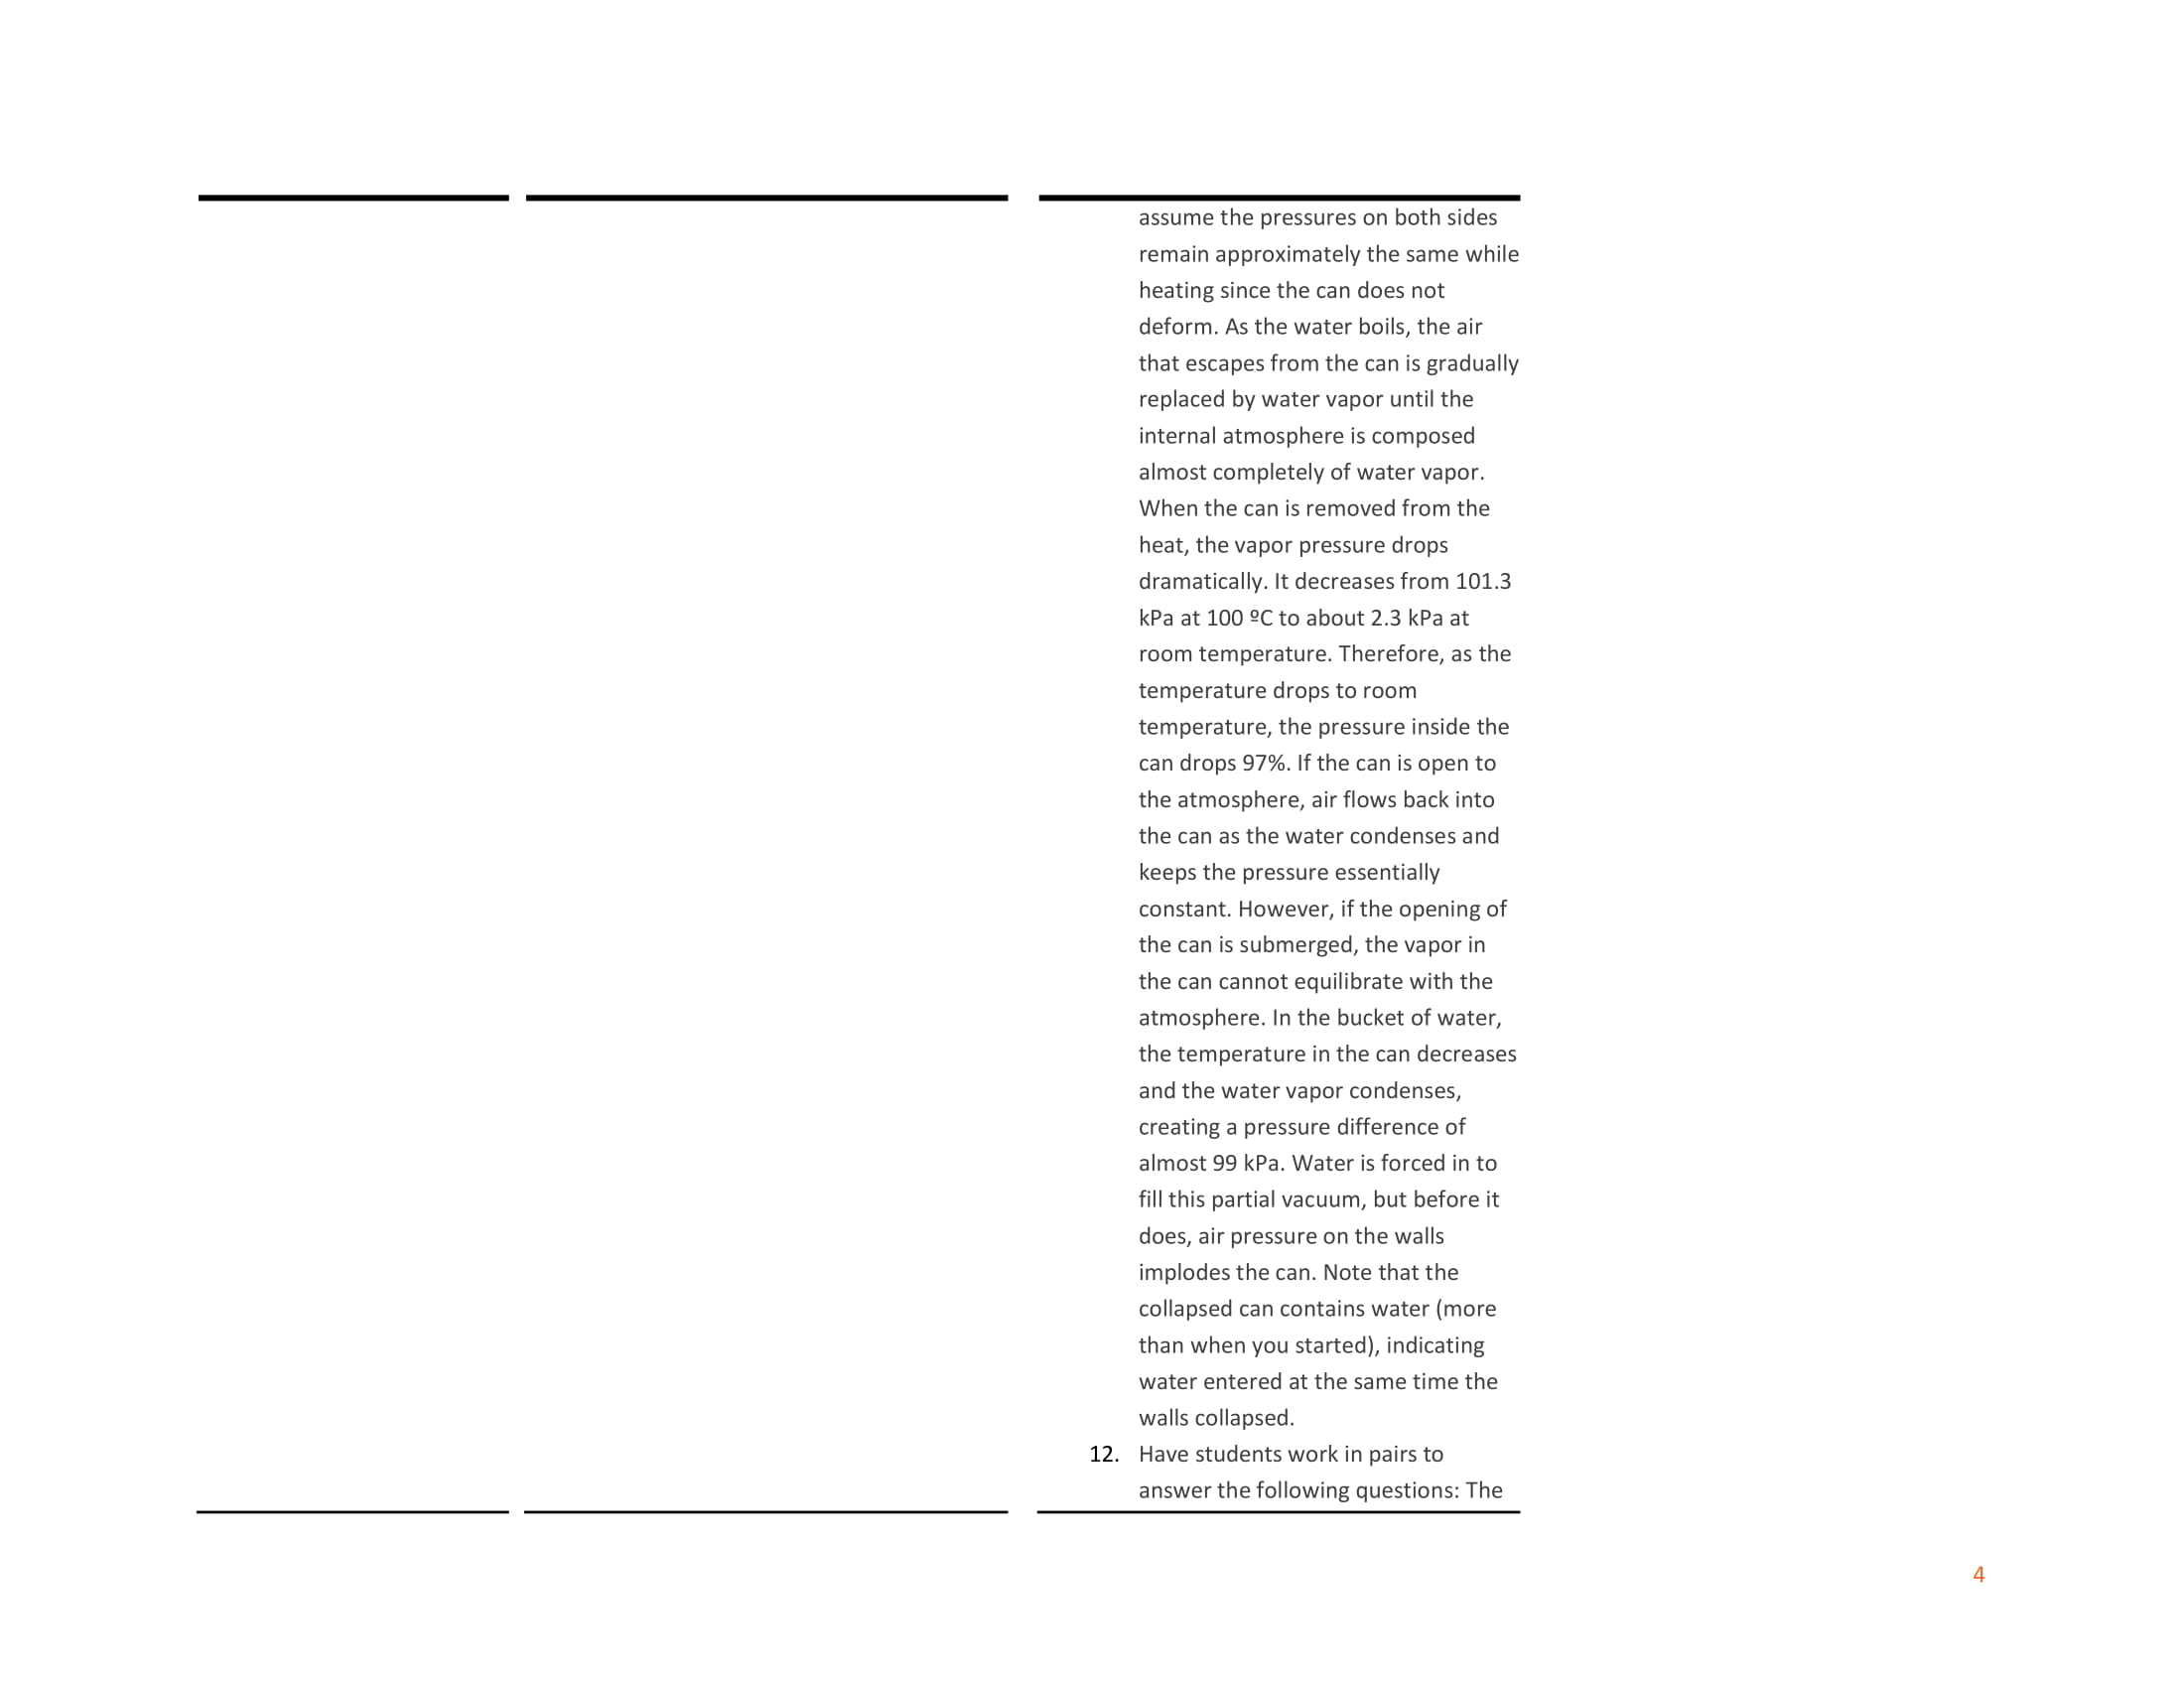 assume the pressures on both sides
remain approximately the same while
heating since the can does not
deform. As the water boils, the air
that escapes from the can is gradually
replaced by water vapor until the
internal atmosphere is composed
almost completely of water vapor.
When the can is removed from the
heat, the vapor pressure drops
dramatically. It decreases from 101.3
kPa at 100 ºC to about 2.3 kPa at
room temperature. Therefore, as the
temperature drops to room
temperature, the pressure inside the
can drops 97%. If the can is open to
the atmosphere, air flows back into
the can as the water condenses and
keeps the pressure essentially
constant. However, if the opening of
the can is submerged, the vapor in
the can cannot equilibrate with the
atmosphere. In the bucket of water,
the temperature in the can decreases
and the water vapor condenses,
creating a pressure difference of
almost 99 kPa. Water is forced in to
fill this partial vacuum, but before it
does, air pressure on the walls
implodes the can. Note that the
collapsed can contains water (more
than when you started), indicating
water entered at the same time the
walls collapsed.
12. Have students work in pairs to
answer the following questions: The
4